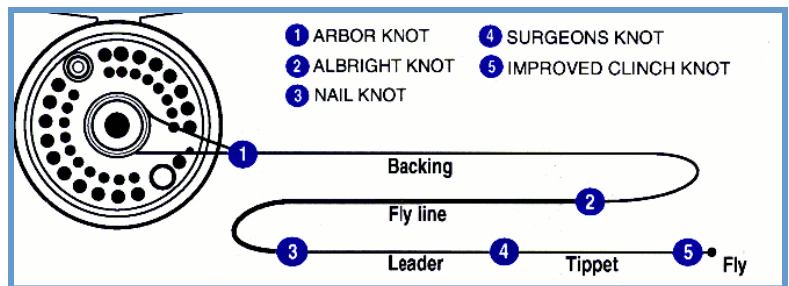 1 ARBOR KNOT 4 SURGEONS KNOT
2 ALBRIGHT KNOT 5 IMPROVED CLINCH KNOT
3 NAIL KNOT
1
Backing
2
Fly line
3 4 5
Leader Tippet Fly